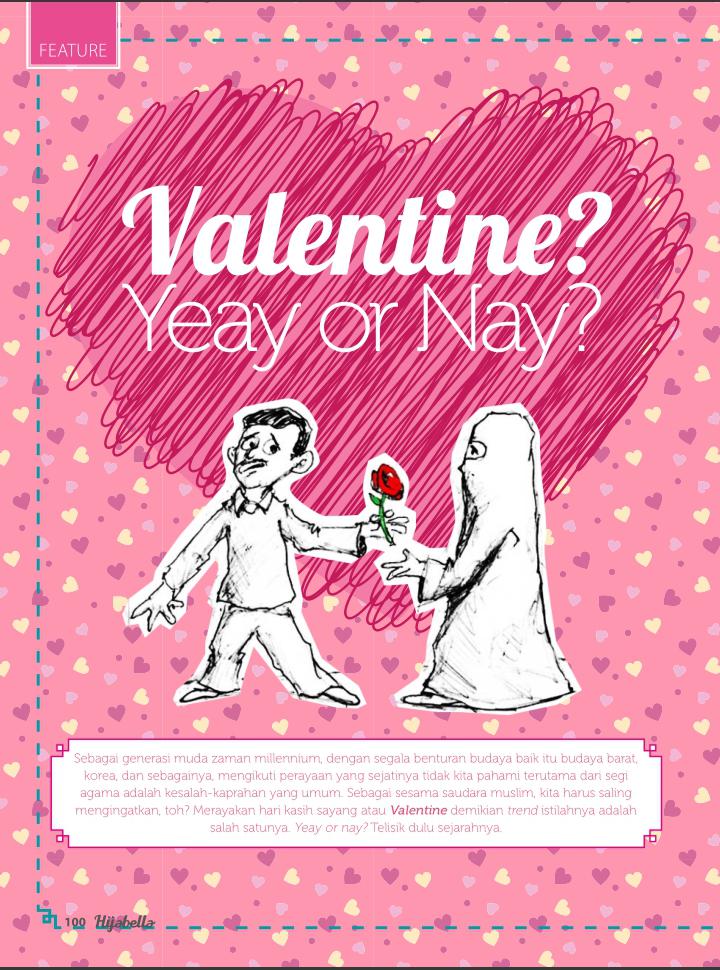 FEATURE
Valentine?
Yeay or Nay?
Sebagai generasi muda zaman millennium, dengan segala benturan budaya baik itu budaya barat,
korea, dan sebagainya, mengikuti perayaan yang sejatinya tidak kita pahami terutama dari segi
agama adalah kesalah-kaprahan yang umum. Sebagai sesama saudara muslim, kita harus saling
mengingatkan, toh? Merayakan hari kasih sayang atau Valentine demikian trend istilahnya adalah
salah satunya. Yeay or nay? Telisik dulu sejarahnya.
100 Hijabella